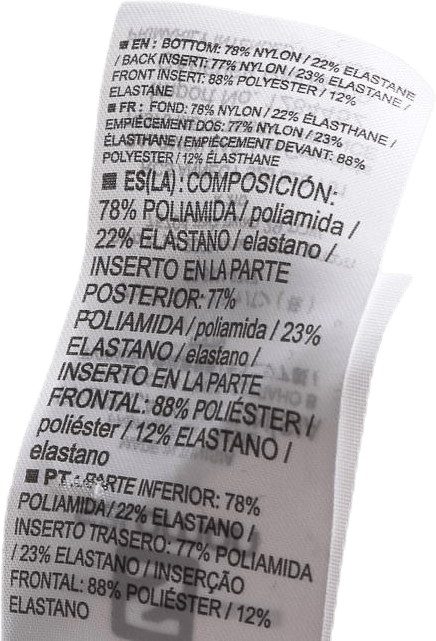 ■ EN : BOTTOM: 78% NYLON / 22% ELASTANE
/ BACK INSERT: 77% NYLON / 23% ELASTANE /
FRONT INSERT: 88% POLYESTER / 12%
ELASTANE
■ FR : FOND: 78% NYLON / 22% ÉLASTHANE /
EMPIÈCEMENT DOS: 77% NYLON / 23%
ÉLASTHANE / EMPIÈCEMENT DEVANT: 88%
POLYESTER / 12% ÉLASTHANE
■ ES(LA) : COMPOSICIÓN:
78% POLIAMIDA / poliamida /
22% ELASTANO / elastano /
INSERTO EN LA PARTE
POSTERIOR: 77%
POLIAMIDA / poliamida / 23%
ELASTANO / elastano /
INSERTO EN LA PARTE
FRONTAL: 88% POLIÉSTER /
poliéster / 12% ELASTANO /
elastano
■ PT : PARTE INFERIOR: 78%
POLIAMIDA / 22% ELASTANO /
INSERTO TRASERO: 77% POLIAMIDA
/ 23% ELASTANO / INSERÇÃO
FRONTAL: 88% POLIÉSTER / 12%
ELASTANO